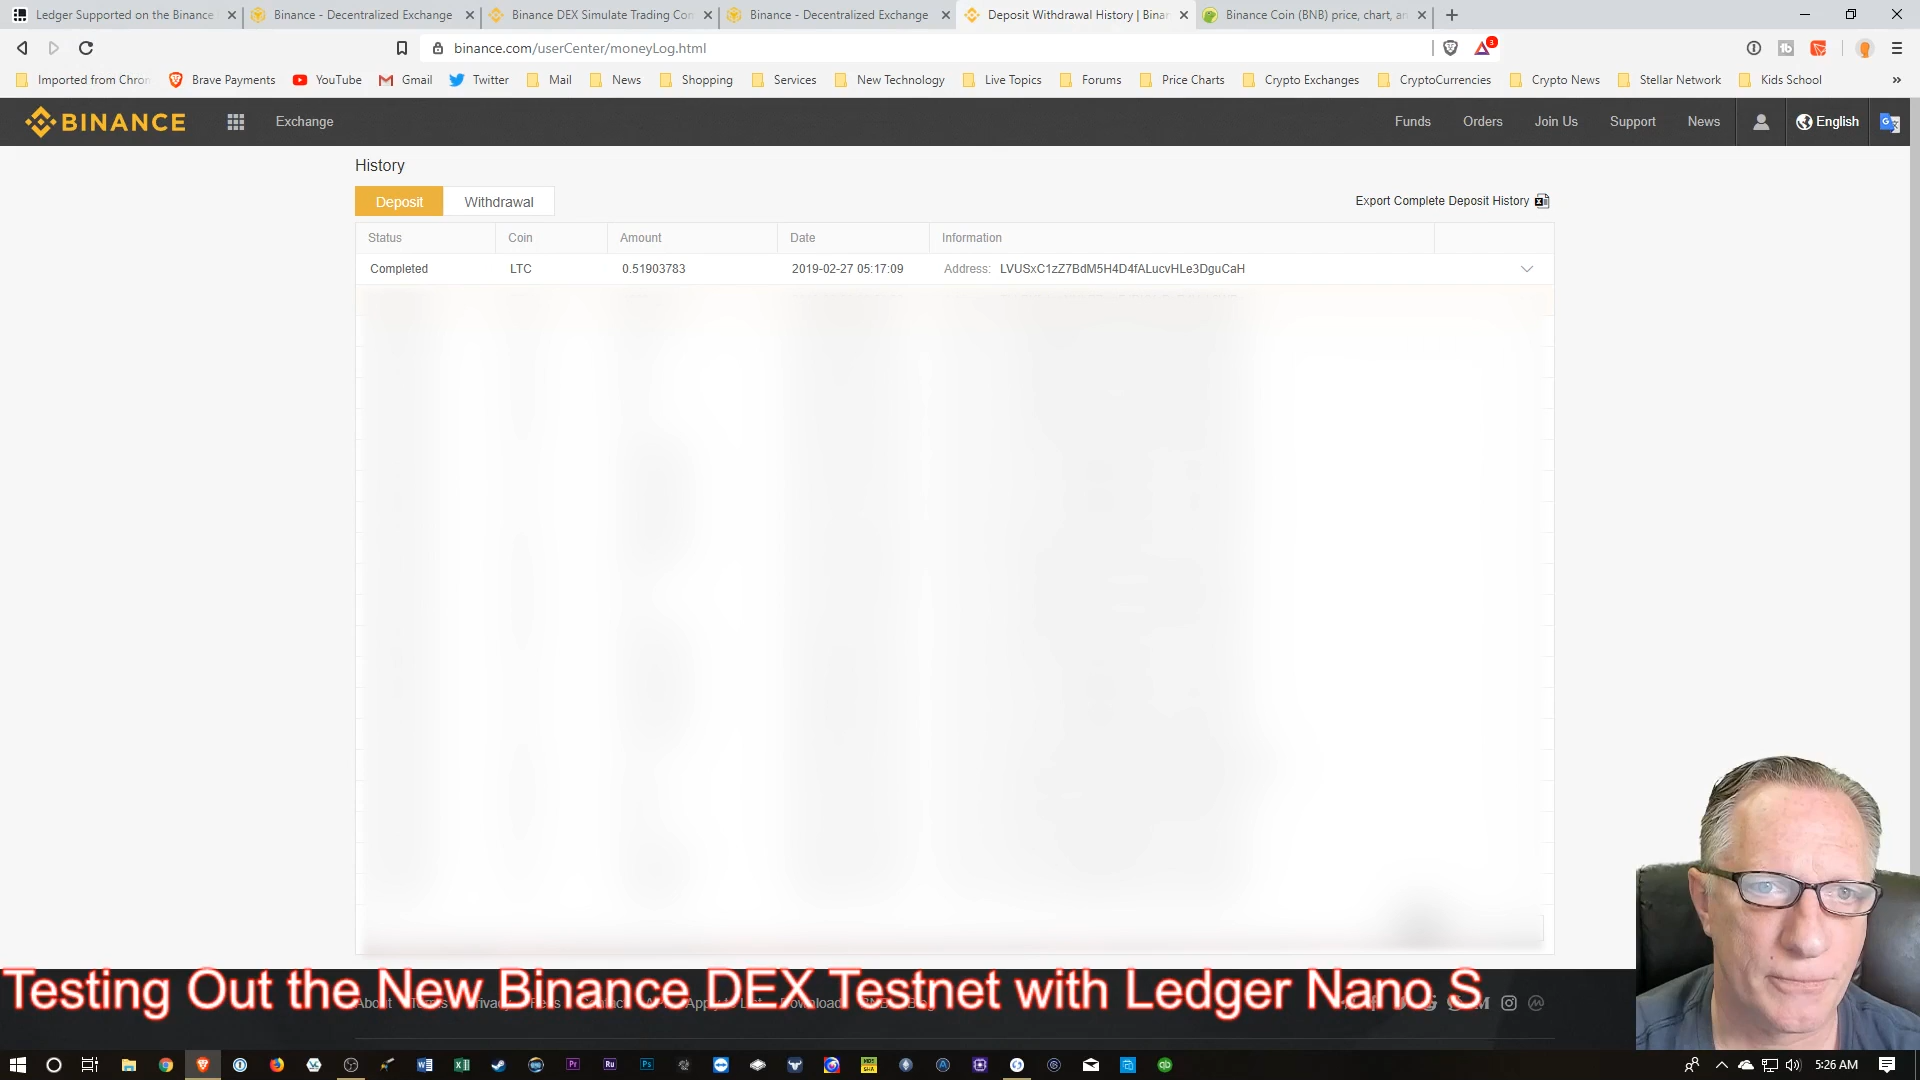 Ledger Supported on the Binance
Binance - Decentralized Exchange
Binance DEX Simulate Trading Con
Binance - Decentralized Exchange
Deposit Withdrawal History | Binan
Binance Coin (BNB) price, chart, an
binance.com/userCenter/moneyLog.html
3
Imported from Chron
Brave Payments
YouTube
Gmail
Twitter
Mail
News
Shopping
Services
New Technology
Live Topics
Forums
Price Charts
Crypto Exchanges
CryptoCurrencies
Crypto News
Stellar Network
Kids School
BINANCE
Exchange
Funds
Orders
Join Us
Support
News
English
History
Deposit
Withdrawal
Export Complete Deposit History
Status
Coin
Amount
Date
Information
Completed
LTC
0.51903783
2019-02-27 05:17:09
Address: LVUSxC1zZ7BdM5H4D4fALucvHLe3DguCaH
Testing Out the New Binance DEX Testnet with Ledger Nano S
About
5:26 AM